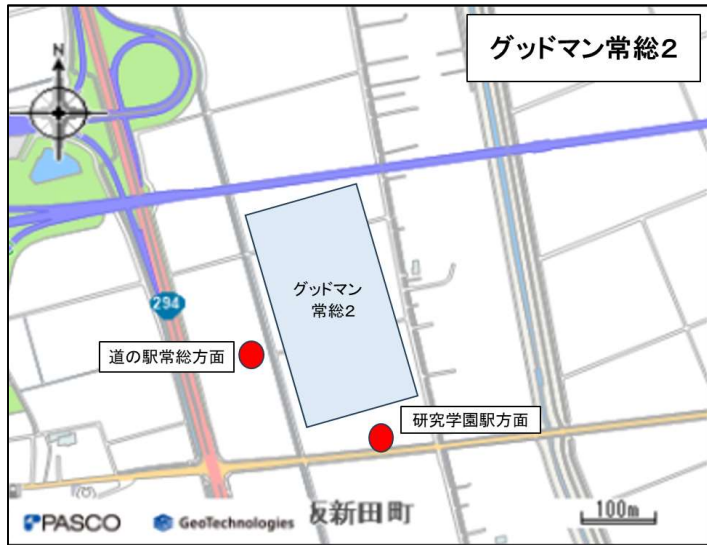 グッドマン常総2
N
グッドマン
常総2
294
道の駅常総方面
研究学園駅方面
PASCO
GeoTechnologies
新田町
100m